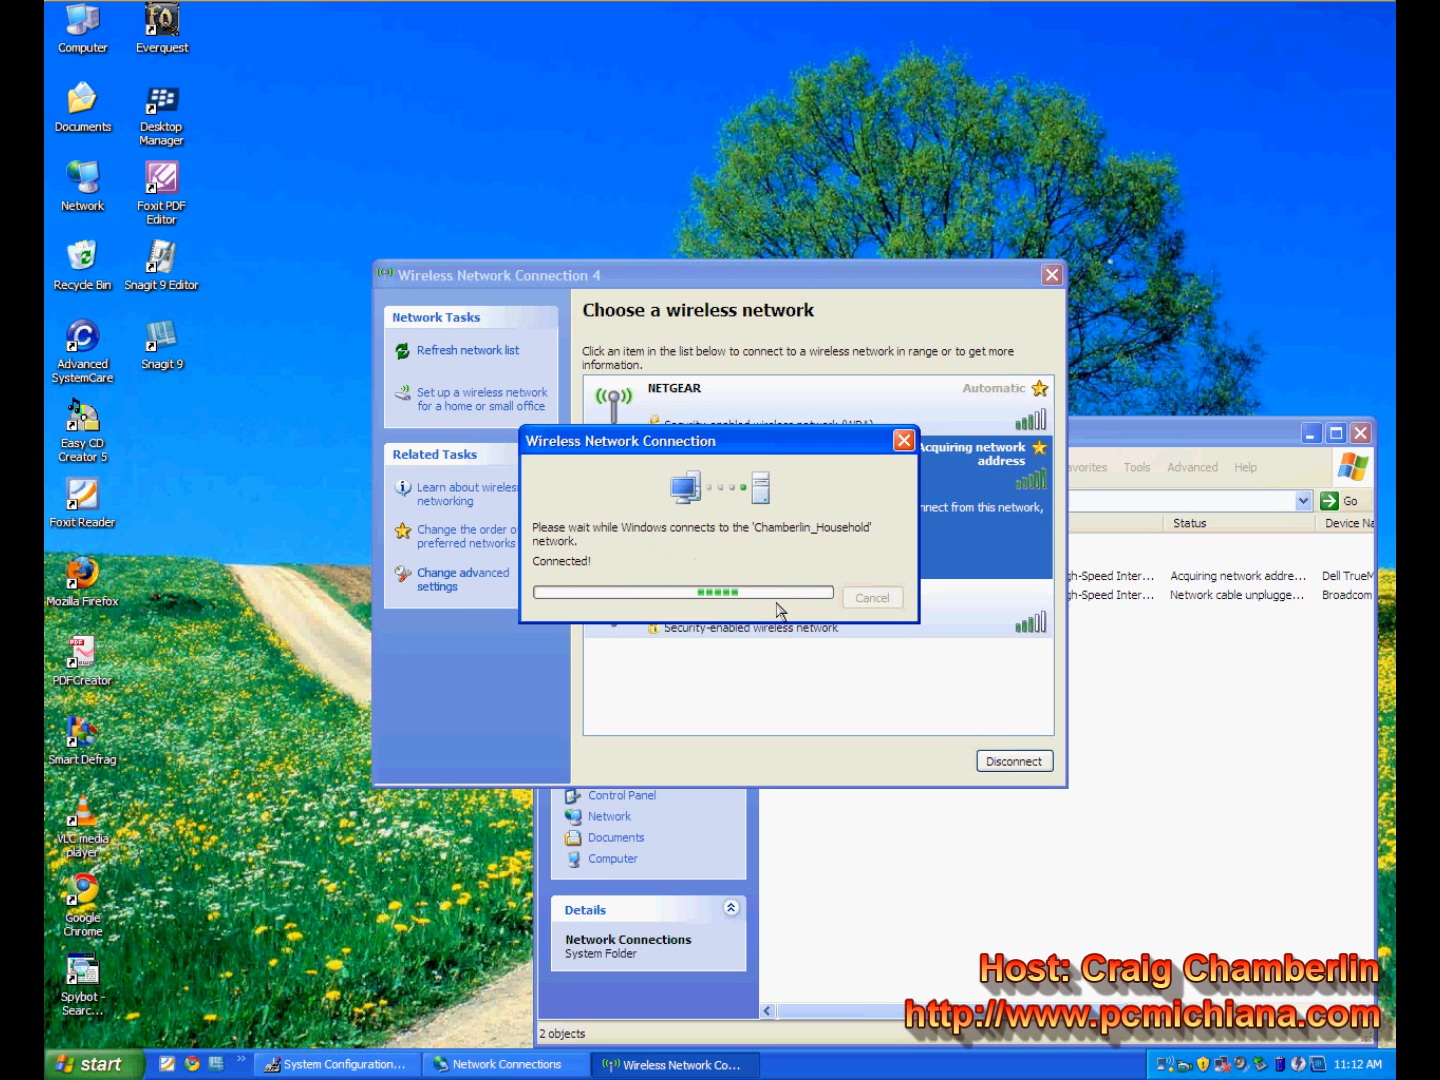 Computer
Everquest
Documents
Desktop
Manager
Network
Foxit PDF
Editor
Recycle Bin
Snagit 9 Editor
Advanced
SystemCare
Snagit 9
Easy CD
Creator 5
Foxit Reader
Mozilla Firefox
PDFCreator
Smart Defrag
VLC media
player
Google
Chrome
Spybot -
Searc...
Wireless Network Connection 4
Network Tasks
Refresh network list
Set up a wireless network
for a home or small office
Related Tasks
Learn about wireless
networking
Change the order o
preferred networks
Change advanced
settings
Choose a wireless network
Click an item in the list below to connect to a wireless network in range or to get more
information.
NETGEAR
Automatic
Security-enabled wireless network (WPA)
Acquiring network
address
nnect from this network,
Security-enabled wireless network
Disconnect
Wireless Network Connection
Please wait while Windows connects to the 'Chamberlin_Household'
network.
Connected!
Cancel
avorites
Tools
Advanced
Help
Go
Status
Device Na
gh-Speed Inter...
Acquiring network addre...
Dell TrueM
gh-Speed Inter...
Network cable unplugge...
Broadcom
Control Panel
Network
Documents
Computer
Details
Network Connections
System Folder
2 objects
Host: Craig Chamberlin
http://www.pcmichiana.com
start
System Configuration...
Network Connections
Wireless Network Co...
11:12 AM